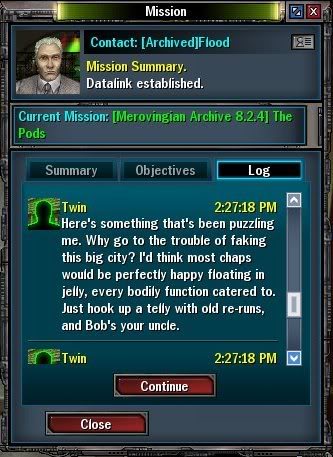 Mission
Contact: [Archived]Flood
Mission Summary.
Datalink established.
Current Mission: [Merovingian Archive 8.2.4] The
Pods
Summary Objectives Log
Twin 2:27:18 PM
Here's something that's been puzzling
me. Why go to the trouble of faking
this big city? I'd think most chaps
would be perfectly happy floating in
jelly, every bodily function catered to.
Just hook up a telly with old re-runs,
and Bob's your uncle.
Twin 2:27:18 PM
Continue
Close